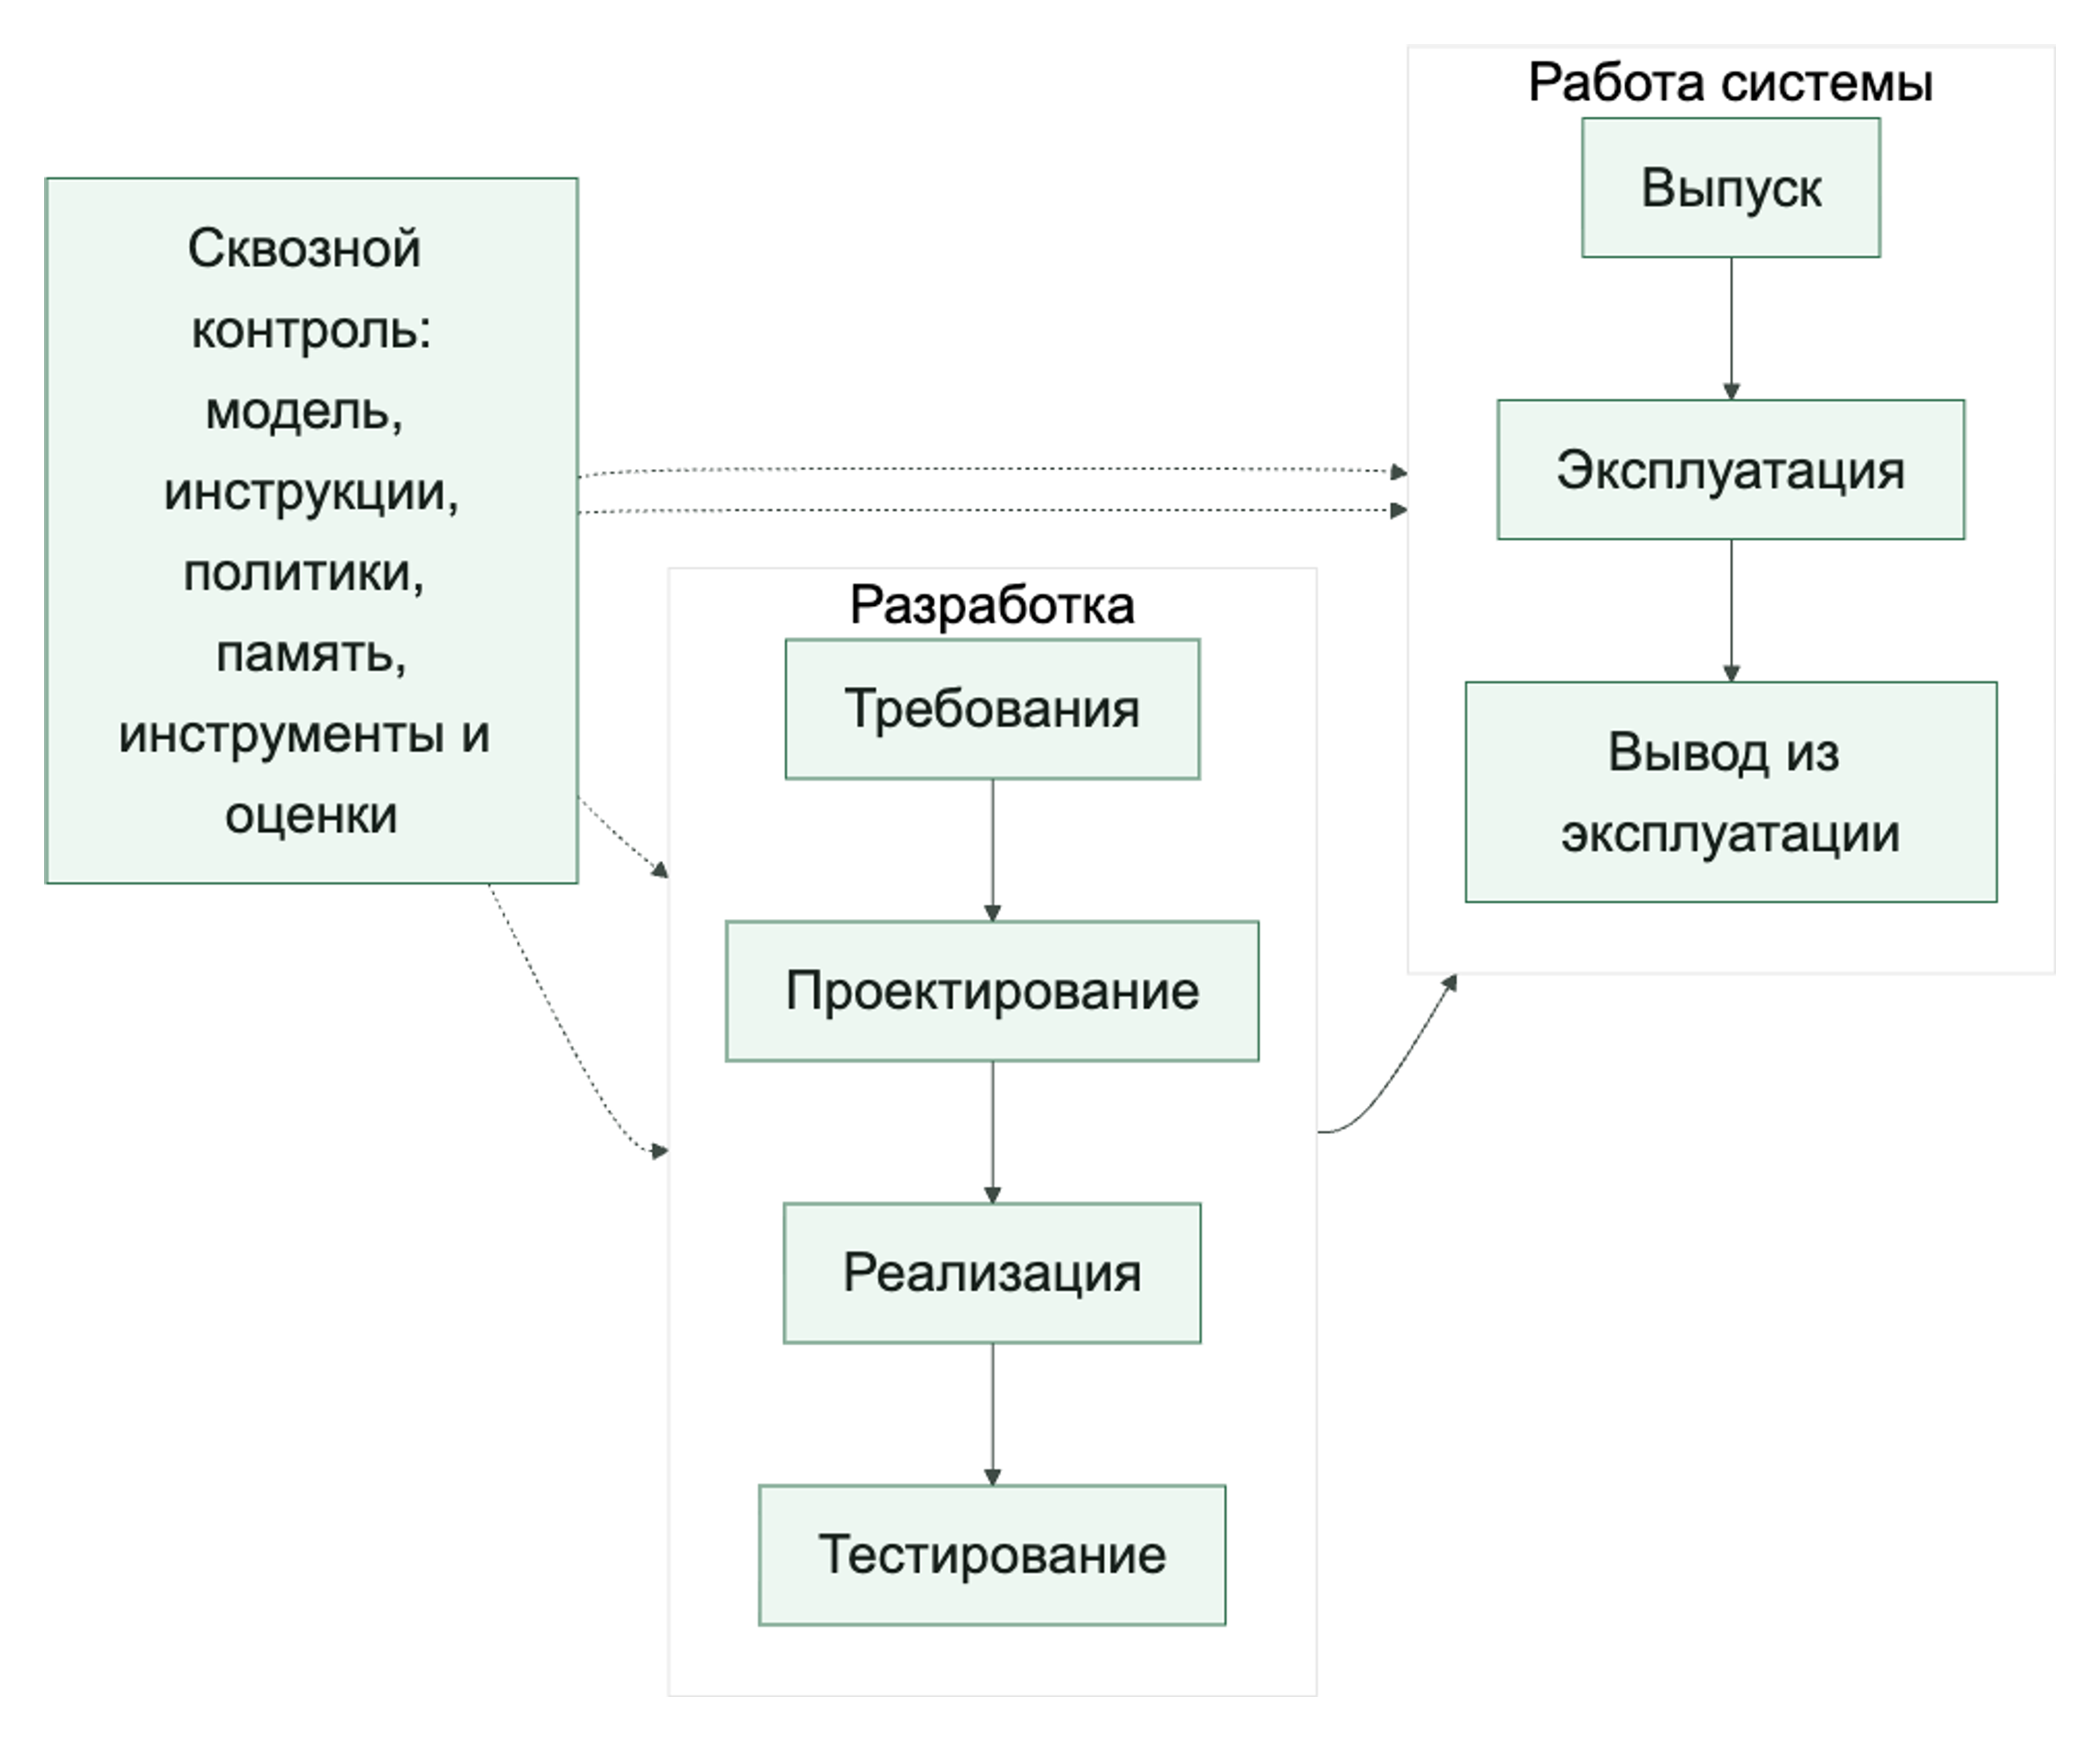 Сквозной
контроль:
модель,
инструкции,
политики,
память,
инструменты и
оценки
Разработка
Требования
Проектирование
Реализация
Тестирование
Работа системы
Выпуск
Эксплуатация
Вывод из
эксплуатации